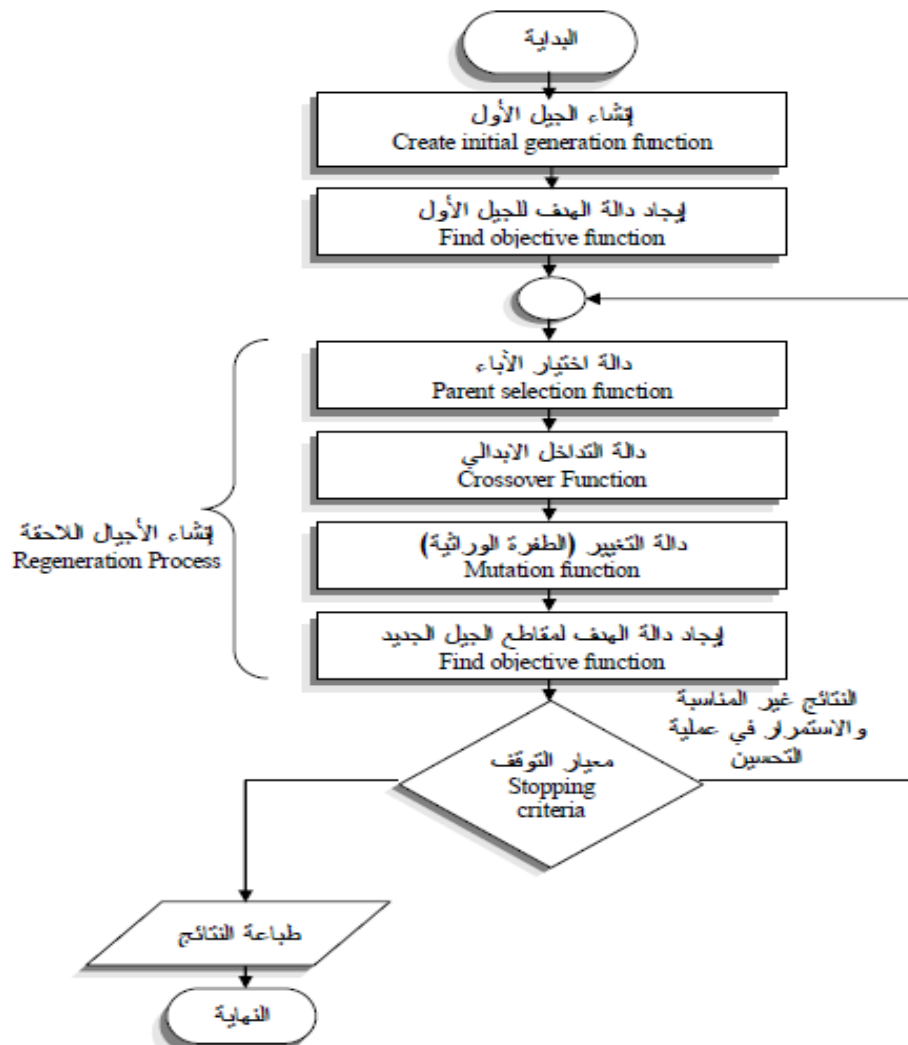 البداية
إنشاء الجيل الأول
Create initial generation function
إيجاد دالة الهدف للجيل الأول
Find objective function
دالة اختيار الآباء
Parent selection function
دالة التداخل الابدالي
Crossover Function
إنشاء الأجيال اللاحقة
Regeneration Process
دالة التغيير (الطفرة الوراثية)
Mutation function
إيجاد دالة الهدف لمقاطع الجيل الجديد
Find objective function
النتائج غير المناسبة
والاستمرار في عملية
التحسين
معيار التوقف
Stopping
criteria
طباعة النتائج
النهاية